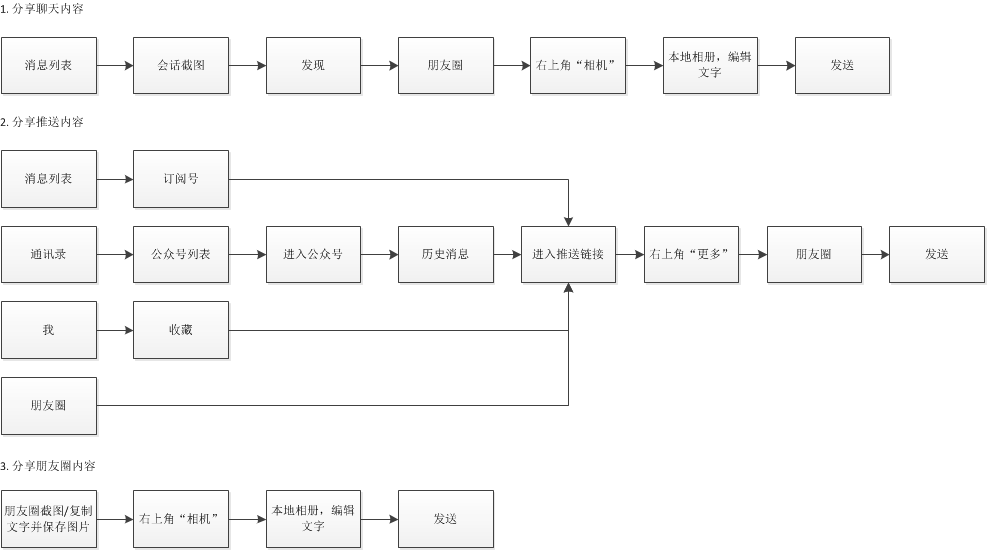 1. 分享聊天内容
消息列表
会话截图
发现
朋友圈
右上角“相机”
本地相册，编辑
文字
发送
2. 分享推送内容
消息列表
订阅号
通讯录
公众号列表
进入公众号
历史消息
进入推送链接
右上角“更多”
朋友圈
发送
我
收藏
朋友圈
3. 分享朋友圈内容
朋友圈截图/复制
文字并保存图片
右上角“相机”
本地相册，编辑
文字
发送